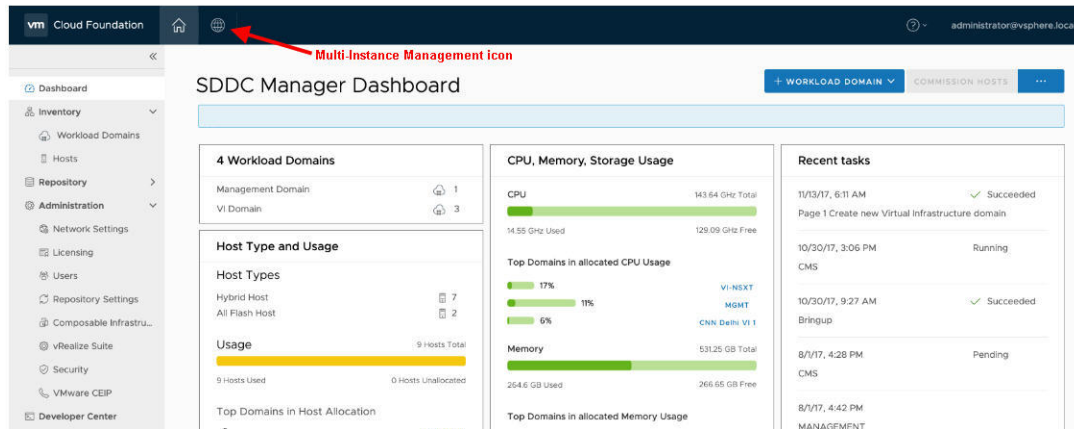 vm Cloud Foundation
administrator@vsphere.loca
Multi-Instance Management icon
Dashboard
Inventory
Workload Domains
Hosts
Repository
Administration
Network Settings
Licensing
Users
Repository Settings
Composable Infrastru...
vRealize Suite
Security
VMware CEIP
Developer Center
SDDC Manager Dashboard
+ WORKLOAD DOMAIN
COMMISSION HOSTS
...
4 Workload Domains
Management Domain 1
VI Domain 3
Host Type and Usage
Host Types
Hybrid Host 7
All Flash Host 2
Usage 9 Hosts Total
9 Hosts Used 0 Hosts Unallocated
Top Domains in Host Allocation
CPU, Memory, Storage Usage
CPU 143.64 GHz Total
14.55 GHz Used 129.09 GHz Free
Top Domains in allocated CPU Usage
17% VI-NSXT
11% MGMT
6% CNN Delhi VI 1
Memory 531.25 GB Total
264.6 GB Used 266.65 GB Free
Top Domains in allocated Memory Usage
Recent tasks
11/13/17, 6:11 AM Succeeded
Page 1 Create new Virtual Infrastructure domain
10/30/17, 3:06 PM Running
CMS
10/30/17, 9:27 AM Succeeded
Bringup
8/1/17, 4:28 PM Pending
CMS
8/1/17, 4:42 PM
MANAGEMENT